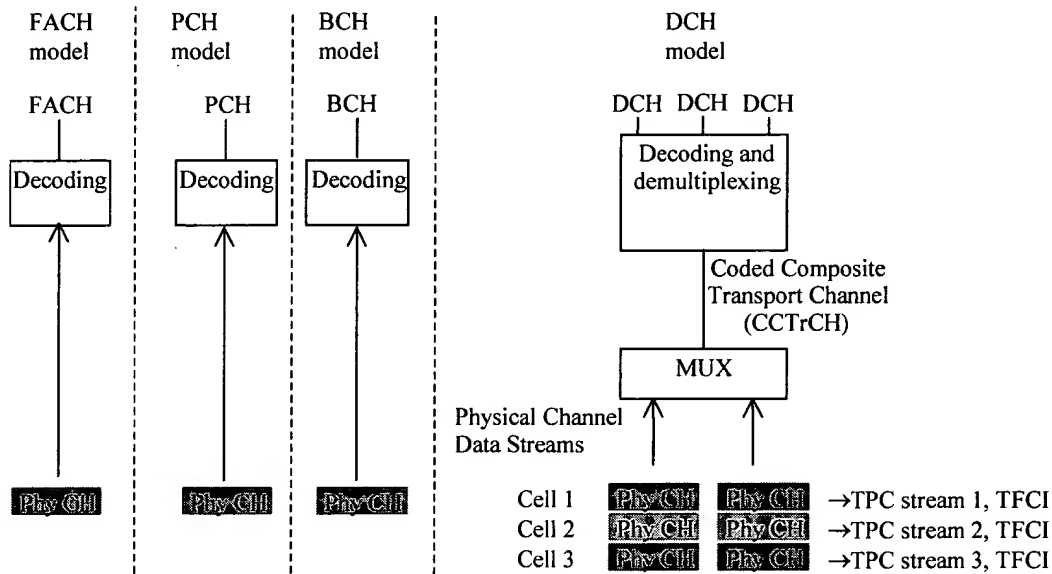 FACH model
PCH model
BCH model
DCH model
FACH
PCH
BCH
DCH DCH DCH
Decoding
Decoding
Decoding
Decoding and
demultiplexing
Coded Composite
Transport Channel
(CCTrCH)
MUX
Physical Channel
Data Streams
Phy CH
Phy CH
Phy CH
Cell 1 Phy CH Phy CH →TPC stream 1, TFCI
Cell 2 Phy CH Phy CH →TPC stream 2, TFCI
Cell 3 Phy CH Phy CH →TPC stream 3, TFCI